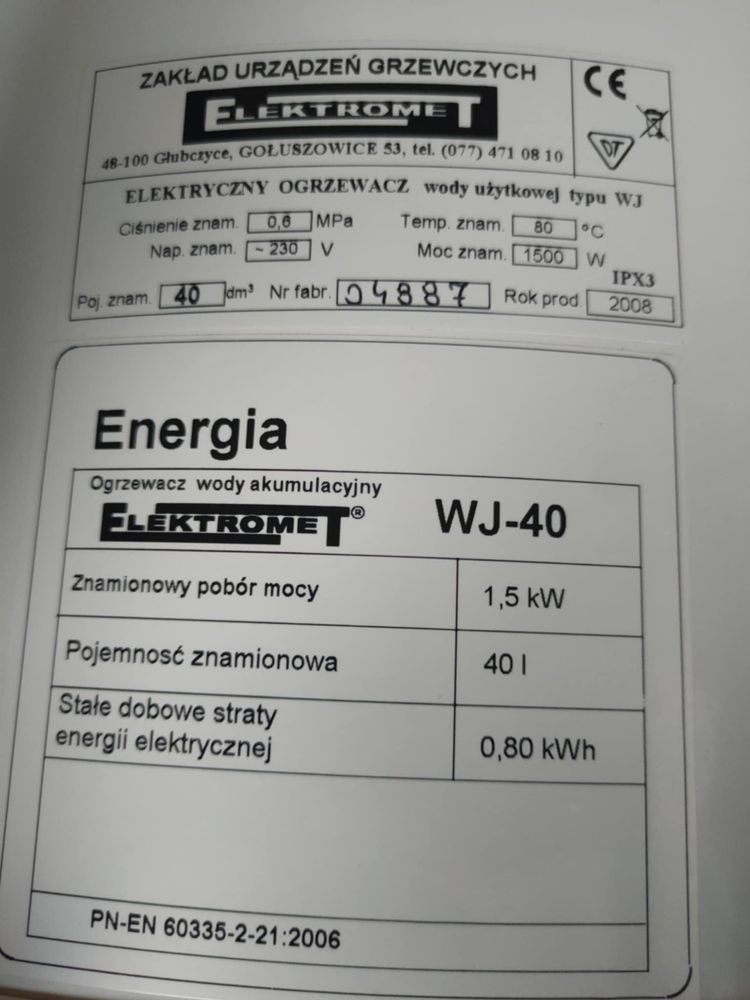 ZAKŁAD URZĄDZEŃ GRZEWCZYCH
ELEKTROMET
48-100 Głubczyce, GOŁUSZOWICE 53, tel. (077) 471 08 10
CE
DT
ELEKTRYCZNY OGRZEWACZ wody użytkowej typu WJ
Ciśnienie znam. 0,6 MPa Temp. znam. 80 °C
Nap. znam. ~ 230 V Moc znam. 1500 W
IPX3
Poj. znam. 40 dm³ Nr fabr. 04887 Rok prod 2008
Energia
Ogrzewacz wody akumulacyjny
ELEKTROMET® WJ-40
Znamionowy pobór mocy 1,5 kW
Pojemność znamionowa 40 l
Stałe dobowe straty
energii elektrycznej 0,80 kWh
PN-EN 60335-2-21:2006